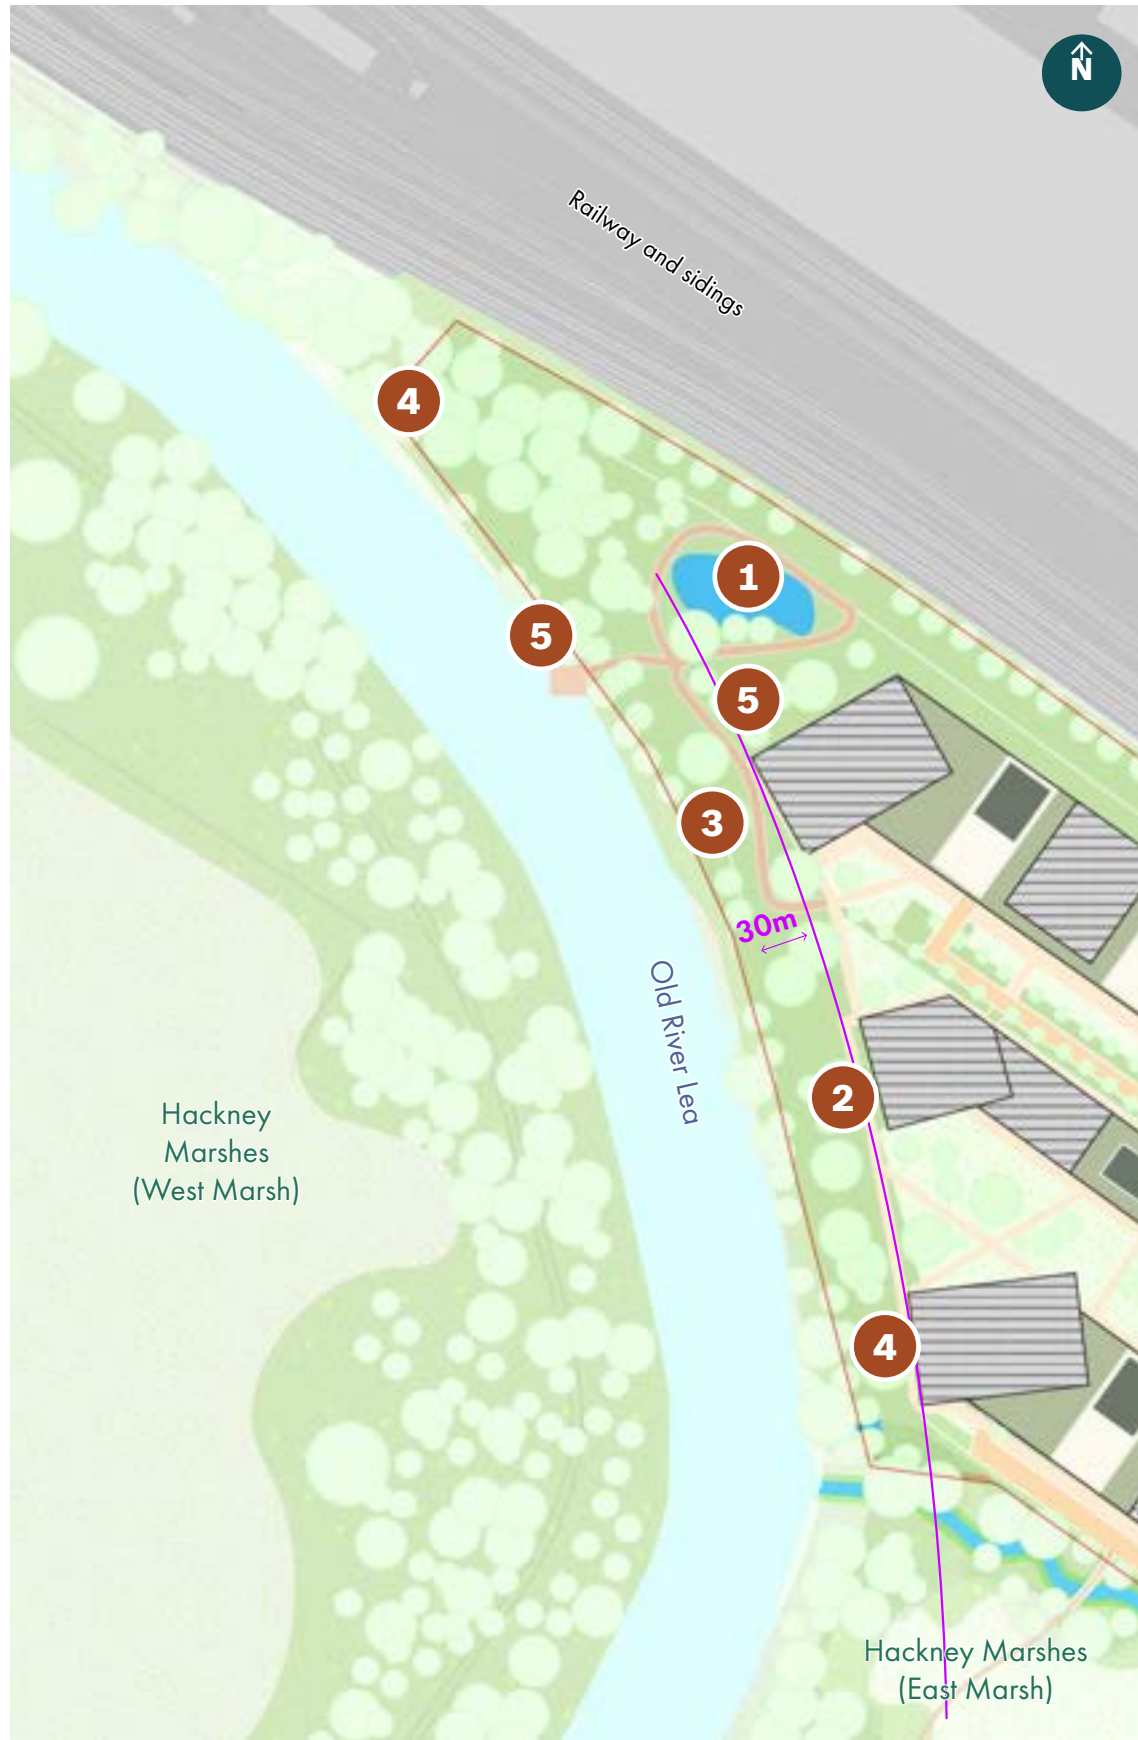 N
Railway and sidings
4
1
5
5
3
30m
Old River Lea
2
Hackney
Marshes
(West Marsh)
4
Hackney Marshes
(East Marsh)